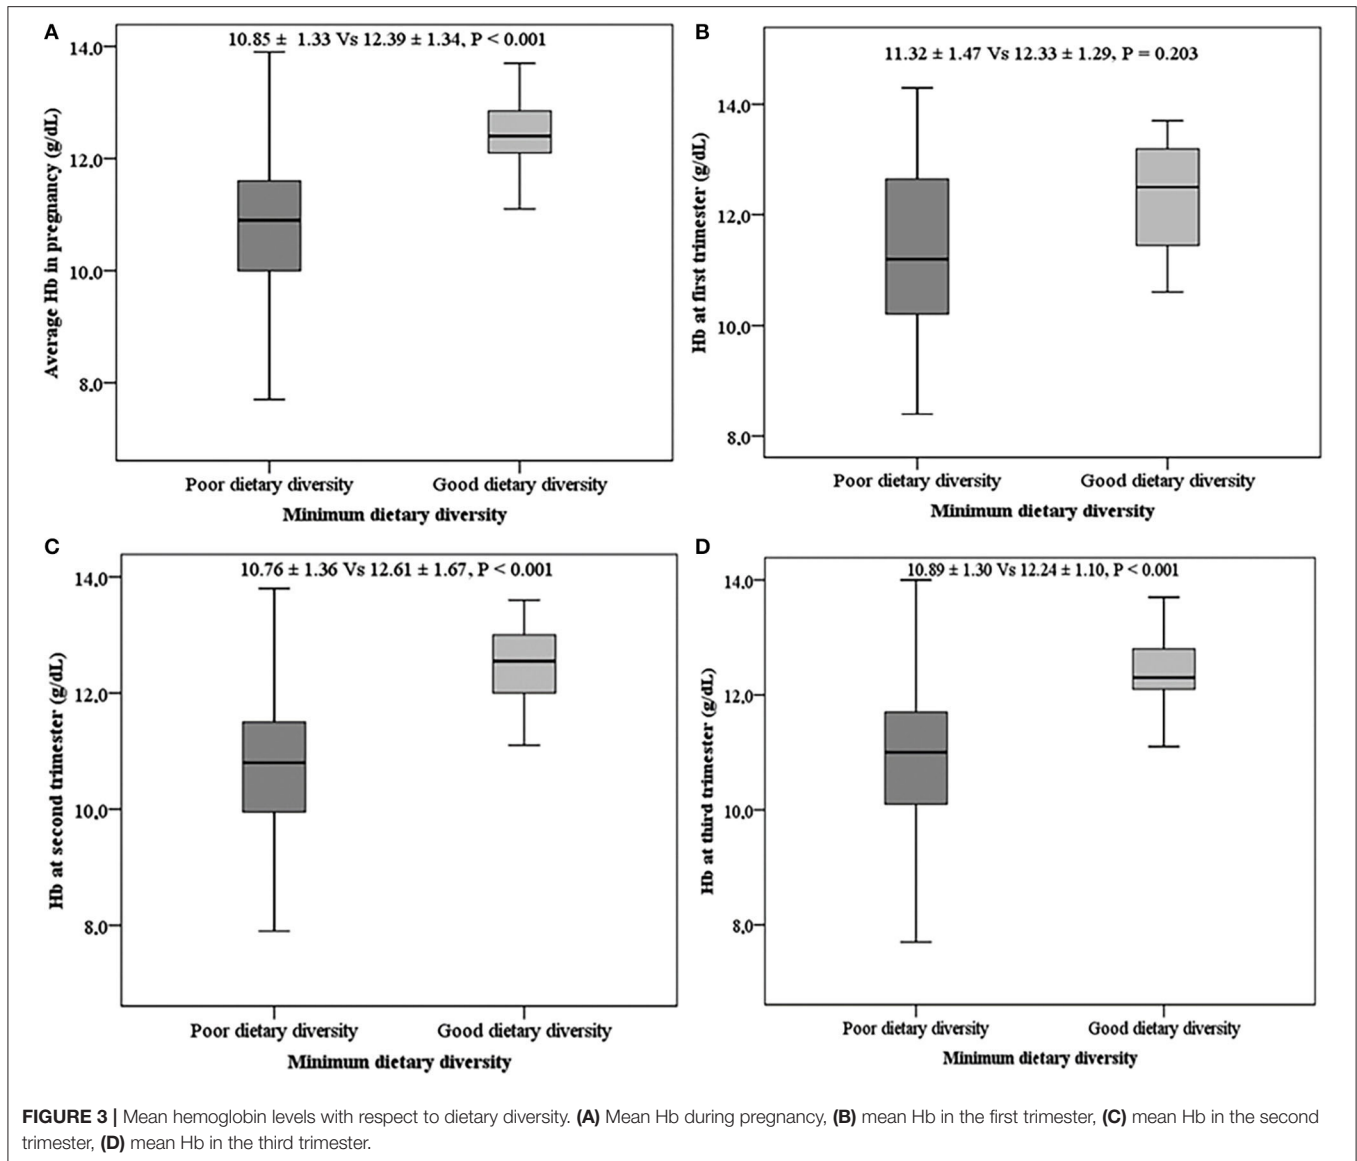 A
10.85 ± 1.33 Vs 12.39 ± 1.34, P < 0.001
Average Hb in pregnancy (g/dL)
14.0
12.0
10.0
8.0
Poor dietary diversity Good dietary diversity
Minimum dietary diversity
B
11.32 ± 1.47 Vs 12.33 ± 1.29, P = 0.203
Hb at first trimester (g/dL)
14.0
12.0
10.0
8.0
Poor dietary diversity Good dietary diversity
Minimum dietary diversity
C
10.76 ± 1.36 Vs 12.61 ± 1.67, P < 0.001
Hb at second trimester (g/dL)
14.0
12.0
10.0
8.0
Poor dietary diversity Good dietary diversity
Minimum dietary diversity
D
10.89 ± 1.30 Vs 12.24 ± 1.10, P < 0.001
Hb at third trimester (g/dL)
14.0
12.0
10.0
8.0
Poor dietary diversity Good dietary diversity
Minimum dietary diversity
FIGURE 3 | Mean hemoglobin levels with respect to dietary diversity. (A) Mean Hb during pregnancy, (B) mean Hb in the first trimester, (C) mean Hb in the second
trimester, (D) mean Hb in the third trimester.